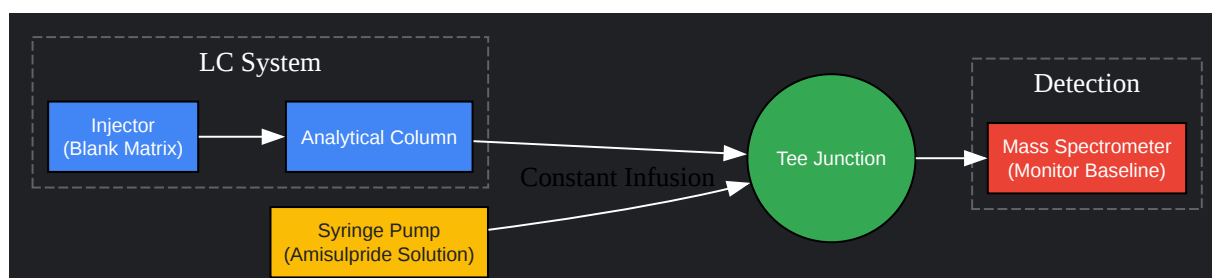 LC System
Injector
(Blank Matrix)
Analytical Column
Constant Infusion
Syringe Pump
(Amisulpride Solution)
Tee Junction
Detection
Mass Spectrometer
(Monitor Baseline)